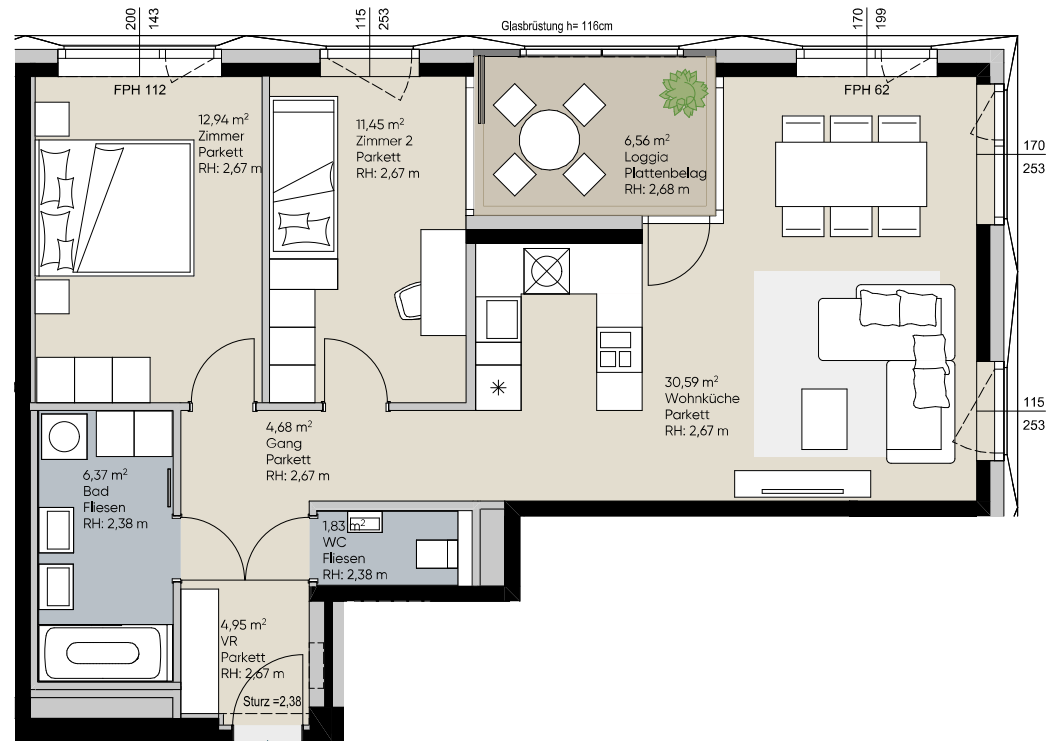 200
143
115
253
Glasbrüstung h= 116cm
170
199
FPH 112
FPH 62
12,94 m²
Zimmer
Parkett
RH: 2,67 m
11,45 m²
Zimmer 2
Parkett
RH: 2,67 m
6,56 m²
Loggia
Plattenbelag
RH: 2,68 m
170
253
30,59 m²
Wohnküche
Parkett
RH: 2,67 m
115
253
4,68 m²
Gang
Parkett
RH: 2,67 m
6,37 m²
Bad
Fliesen
RH: 2,38 m
1,83 m²
WC
Fliesen
RH: 2,38 m
4,95 m²
VR
Parkett
RH: 2,67 m
Sturz =2,38